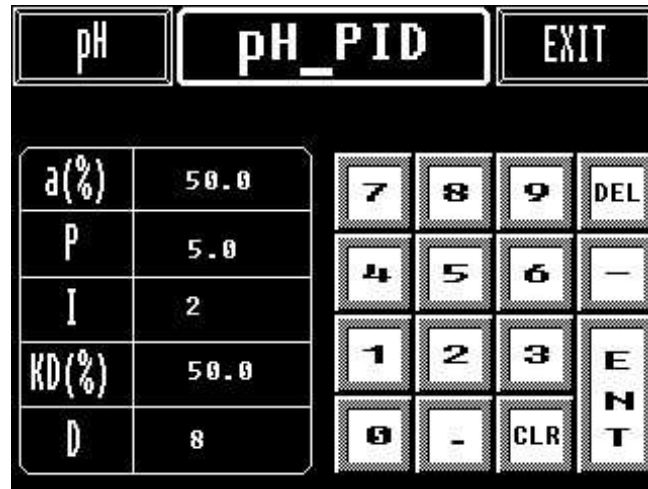 pH pH_PID EXIT
a(%) 50.0
P 5.0
I 2
KD(%) 50.0
D 8
7 8 9 DEL
4 5 6 -
1 2 3 ENT
0 . CLR